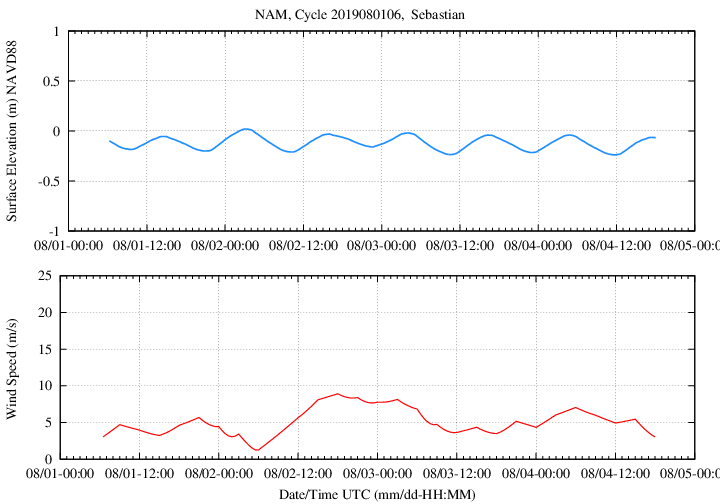 NAM, Cycle 2019080106,  Sebastian
Surface Elevation (m) NAVD88
1
0.5
0
-0.5
-1
08/01-00:00 08/01-12:00 08/02-00:00 08/02-12:00 08/03-00:00 08/03-12:00 08/04-00:00 08/04-12:00 08/05-00:00
Wind Speed (m/s)
25
20
15
10
5
0
08/01-00:00 08/01-12:00 08/02-00:00 08/02-12:00 08/03-00:00 08/03-12:00 08/04-00:00 08/04-12:00 08/05-00:00
Date/Time UTC (mm/dd-HH:MM)